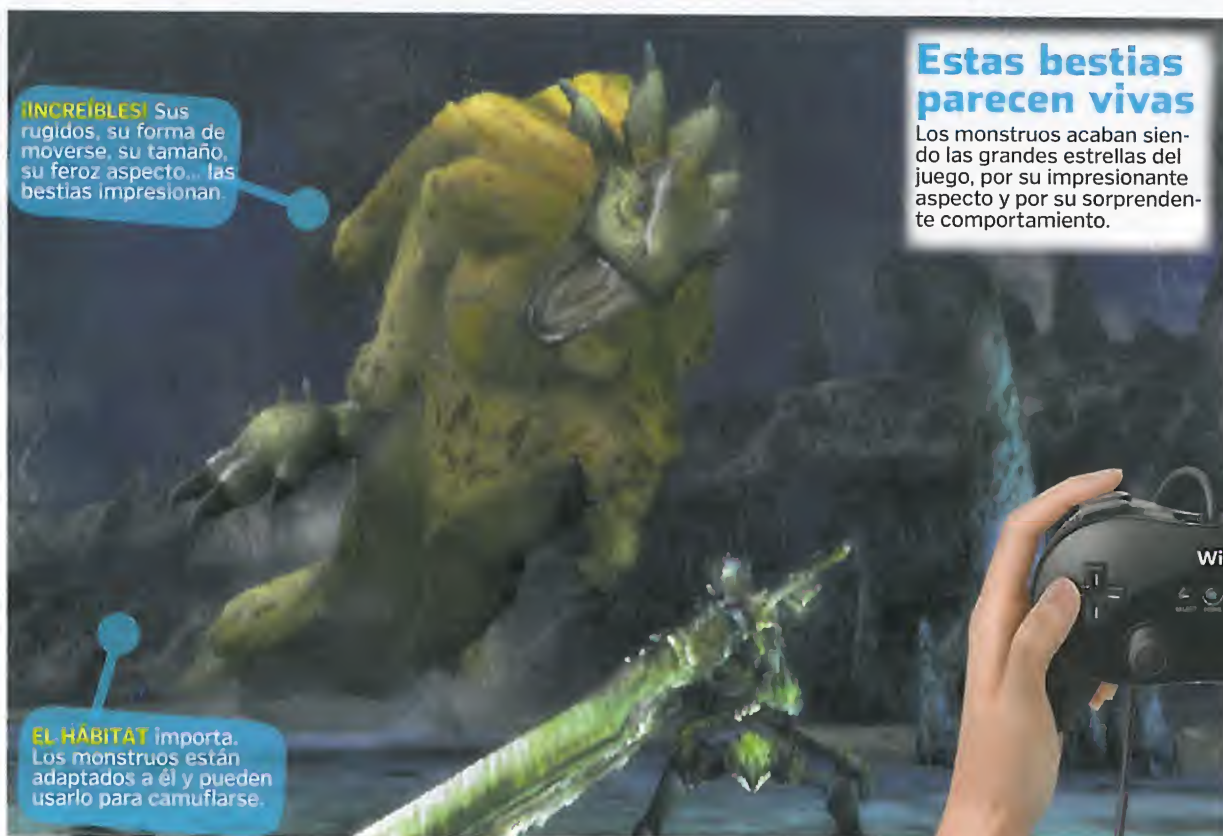 ¡INCREÍBLES! Sus
rugidos, su forma de
moverse, su tamaño,
su feroz aspecto... las
bestias impresionan.
Estas bestias
parecen vivas
Los monstruos acaban sien-
do las grandes estrellas del
juego, por su impresionante
aspecto y por su sorprenden-
te comportamiento.
Wi
SELECT HOME
EL HÁBITAT importa.
Los monstruos están
adaptados a él y pueden
usarlo para camuflarse.